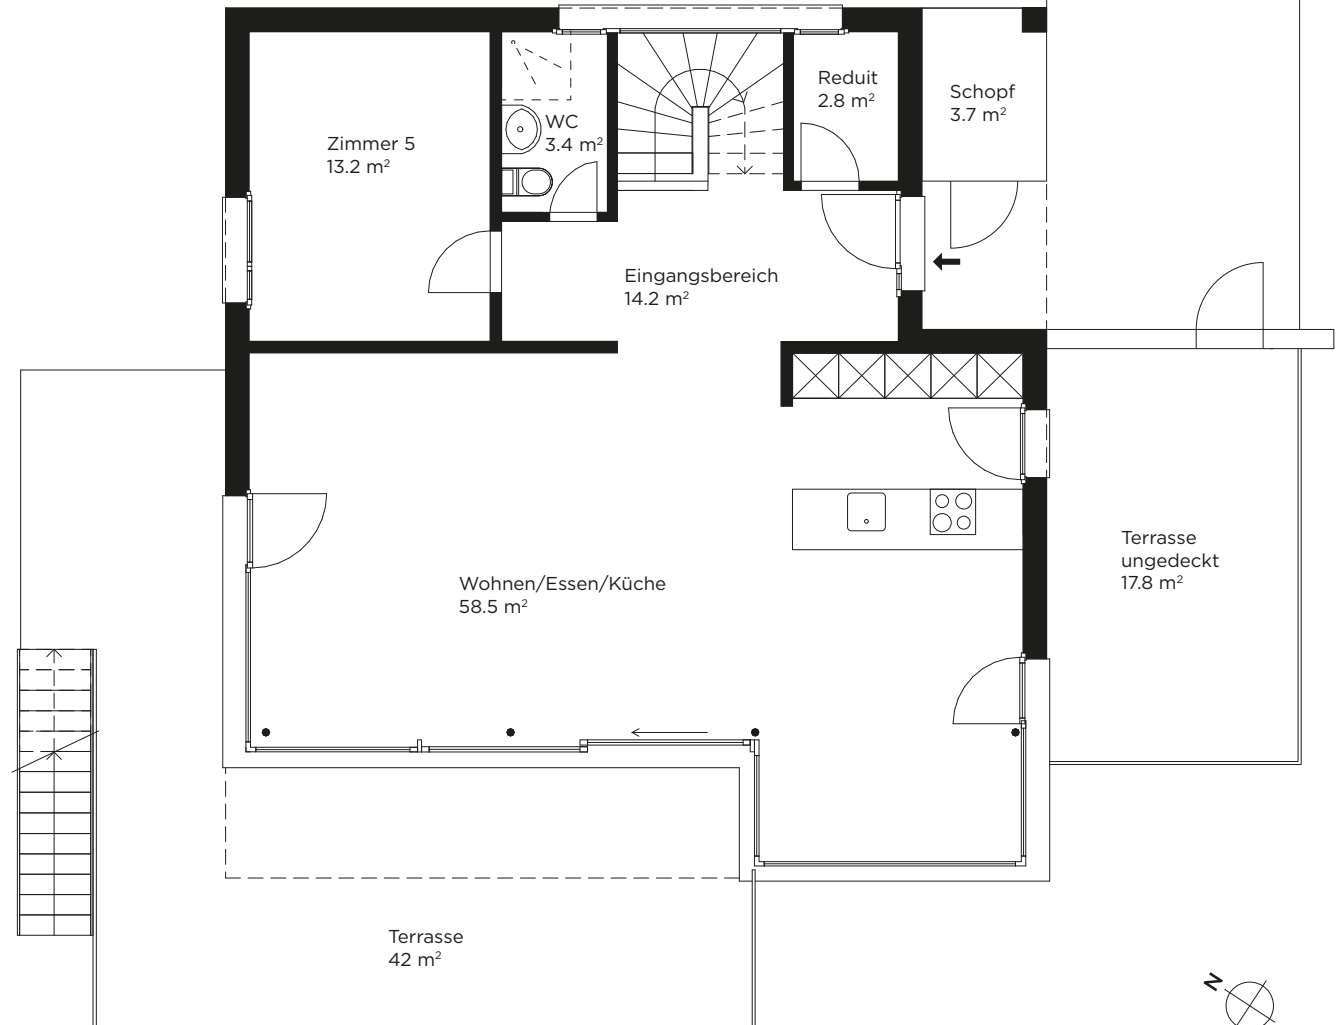 Zimmer 5
13.2 m²
WC
3.4 m²
Reduit
2.8 m²
Schopf
3.7 m²
Eingangsbereich
14.2 m²
Wohnen/Essen/Küche
58.5 m²
Terrasse
ungedeckt
17.8 m²
Terrasse
42 m²
N